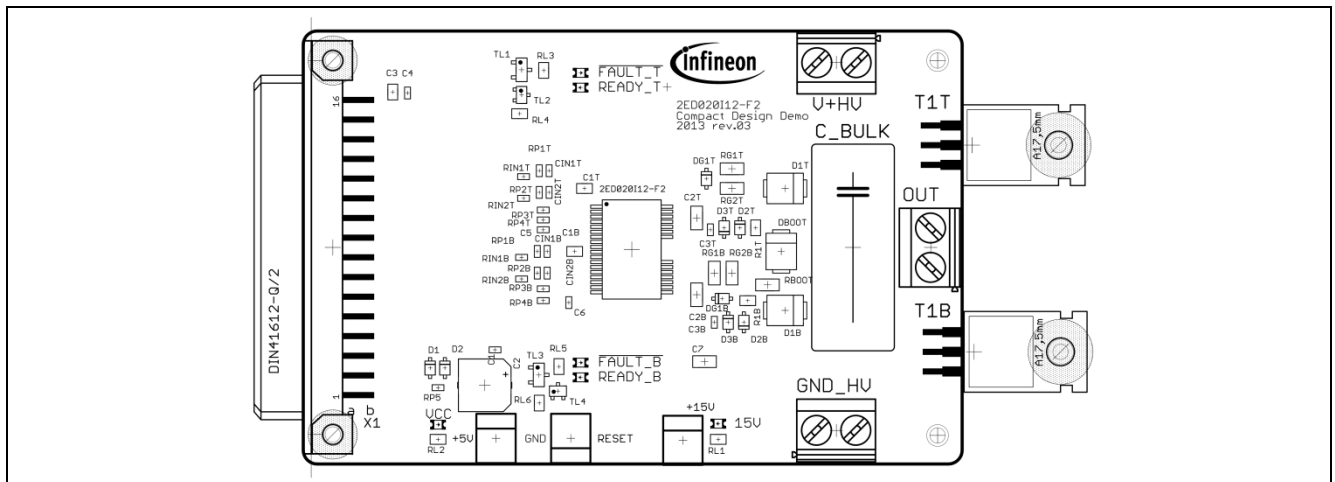 TL1
RL3
infineon
FAULT_T
READY_T+
TL2
RL4
C3
C4
16
2ED020I12-F2
Compact Design Demo
2013 rev.03
V+HV
T1T
A17,5mm
C_BULK
RP1T
RIN1T
CIN1T
C1T
2ED020I12-F2
RP2T
CIN2T
RIN2T
RP3T
RP4T
C5
C1B
RP1B
CIN1B
RIN1B
RP2B
CIN2B
RIN2B
RP3B
RP4B
C6
DG1T
RG1T
D1T
RG2T
C2T
D3T
D2T
DBOOT
C3T
R1T
RG1B
RG2B
RBOOT
DG1B
R1B
C2B
C3B
D3B
D2B
D1B
C7
OUT
T1B
A17,5mm
DIN41612-Q/2
1
a b
X1
D1
D2
C1
C2
RP5
TL3
RL5
FAULT_B
READY_B
RL6
TL4
VCC
RL2
+5V
GND
RESET
+15V
15V
RL1
GND_HV